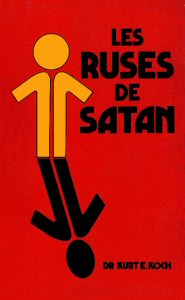 LES
RUSES
DE
SATAN
DR KURT E. KOCH